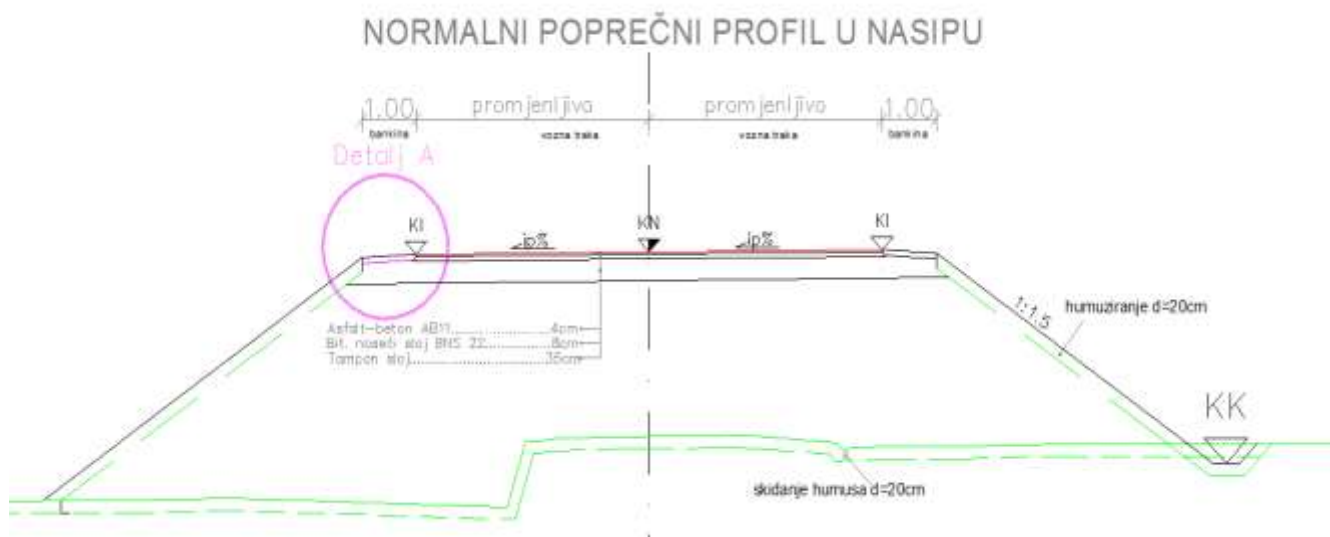 NORMALNI POPREČNI PROFIL U NASIPU
1.00 promjenljivo promjenljivo 1.00
bankina vozna traka vozna traka bankina
Detalj A
KI KN KI
ip% ip%
Asfalt-beton AB11 4cm
Bit. noseći sloj BNS 22 8cm
Tampon sloj 35cm
1:1.5
humuziranje d=20cm
KK
skidanje humusa d=20cm